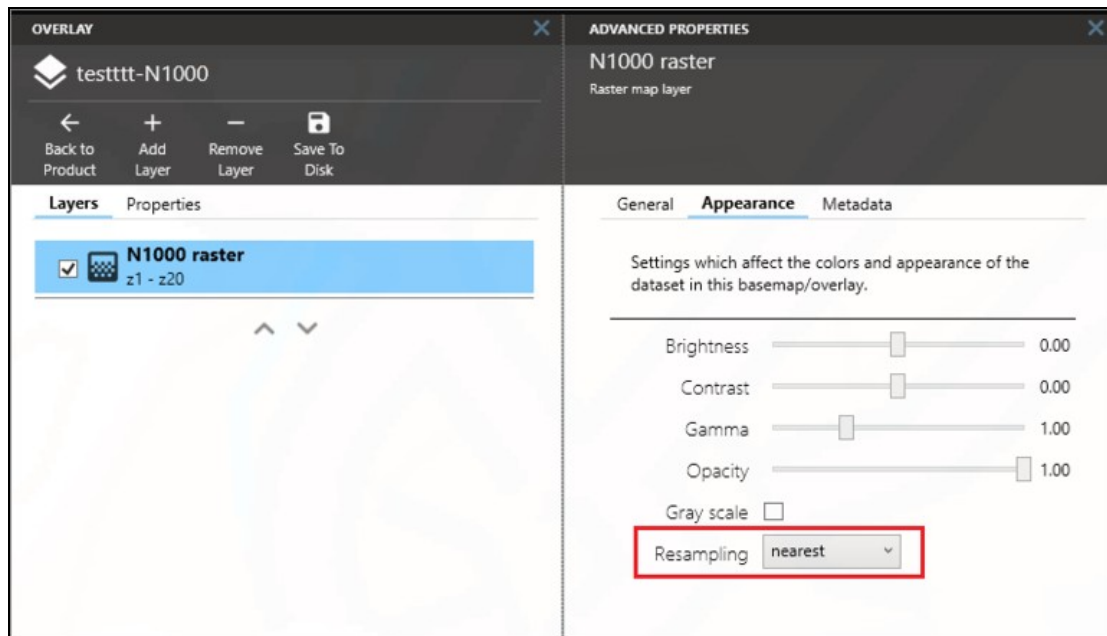 OVERLAY
testttt-N1000
Back to
Product
Add
Layer
Remove
Layer
Save To
Disk
Layers Properties
N1000 raster
z1 - z20
ADVANCED PROPERTIES
N1000 raster
Raster map layer
General Appearance Metadata
Settings which affect the colors and appearance of the
dataset in this basemap/overlay.
Brightness 0.00
Contrast 0.00
Gamma 1.00
Opacity 1.00
Gray scale
Resampling nearest